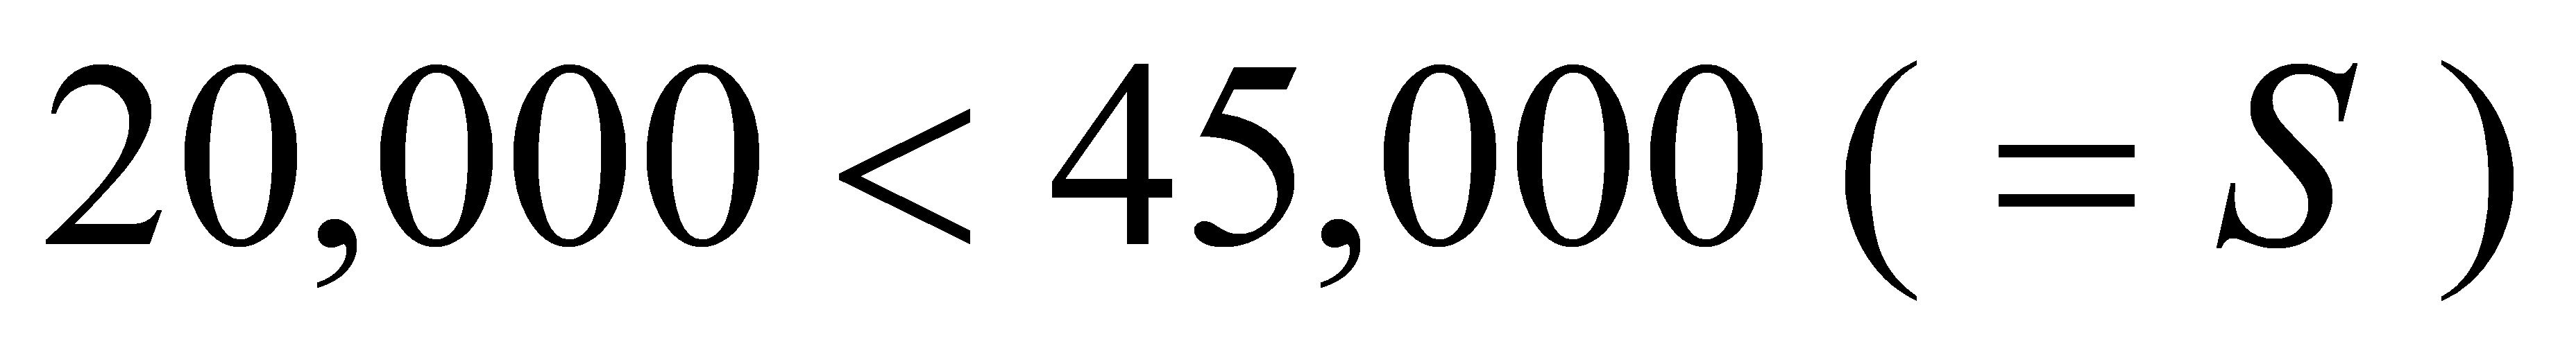 20,000 < 45,000 ( = S )